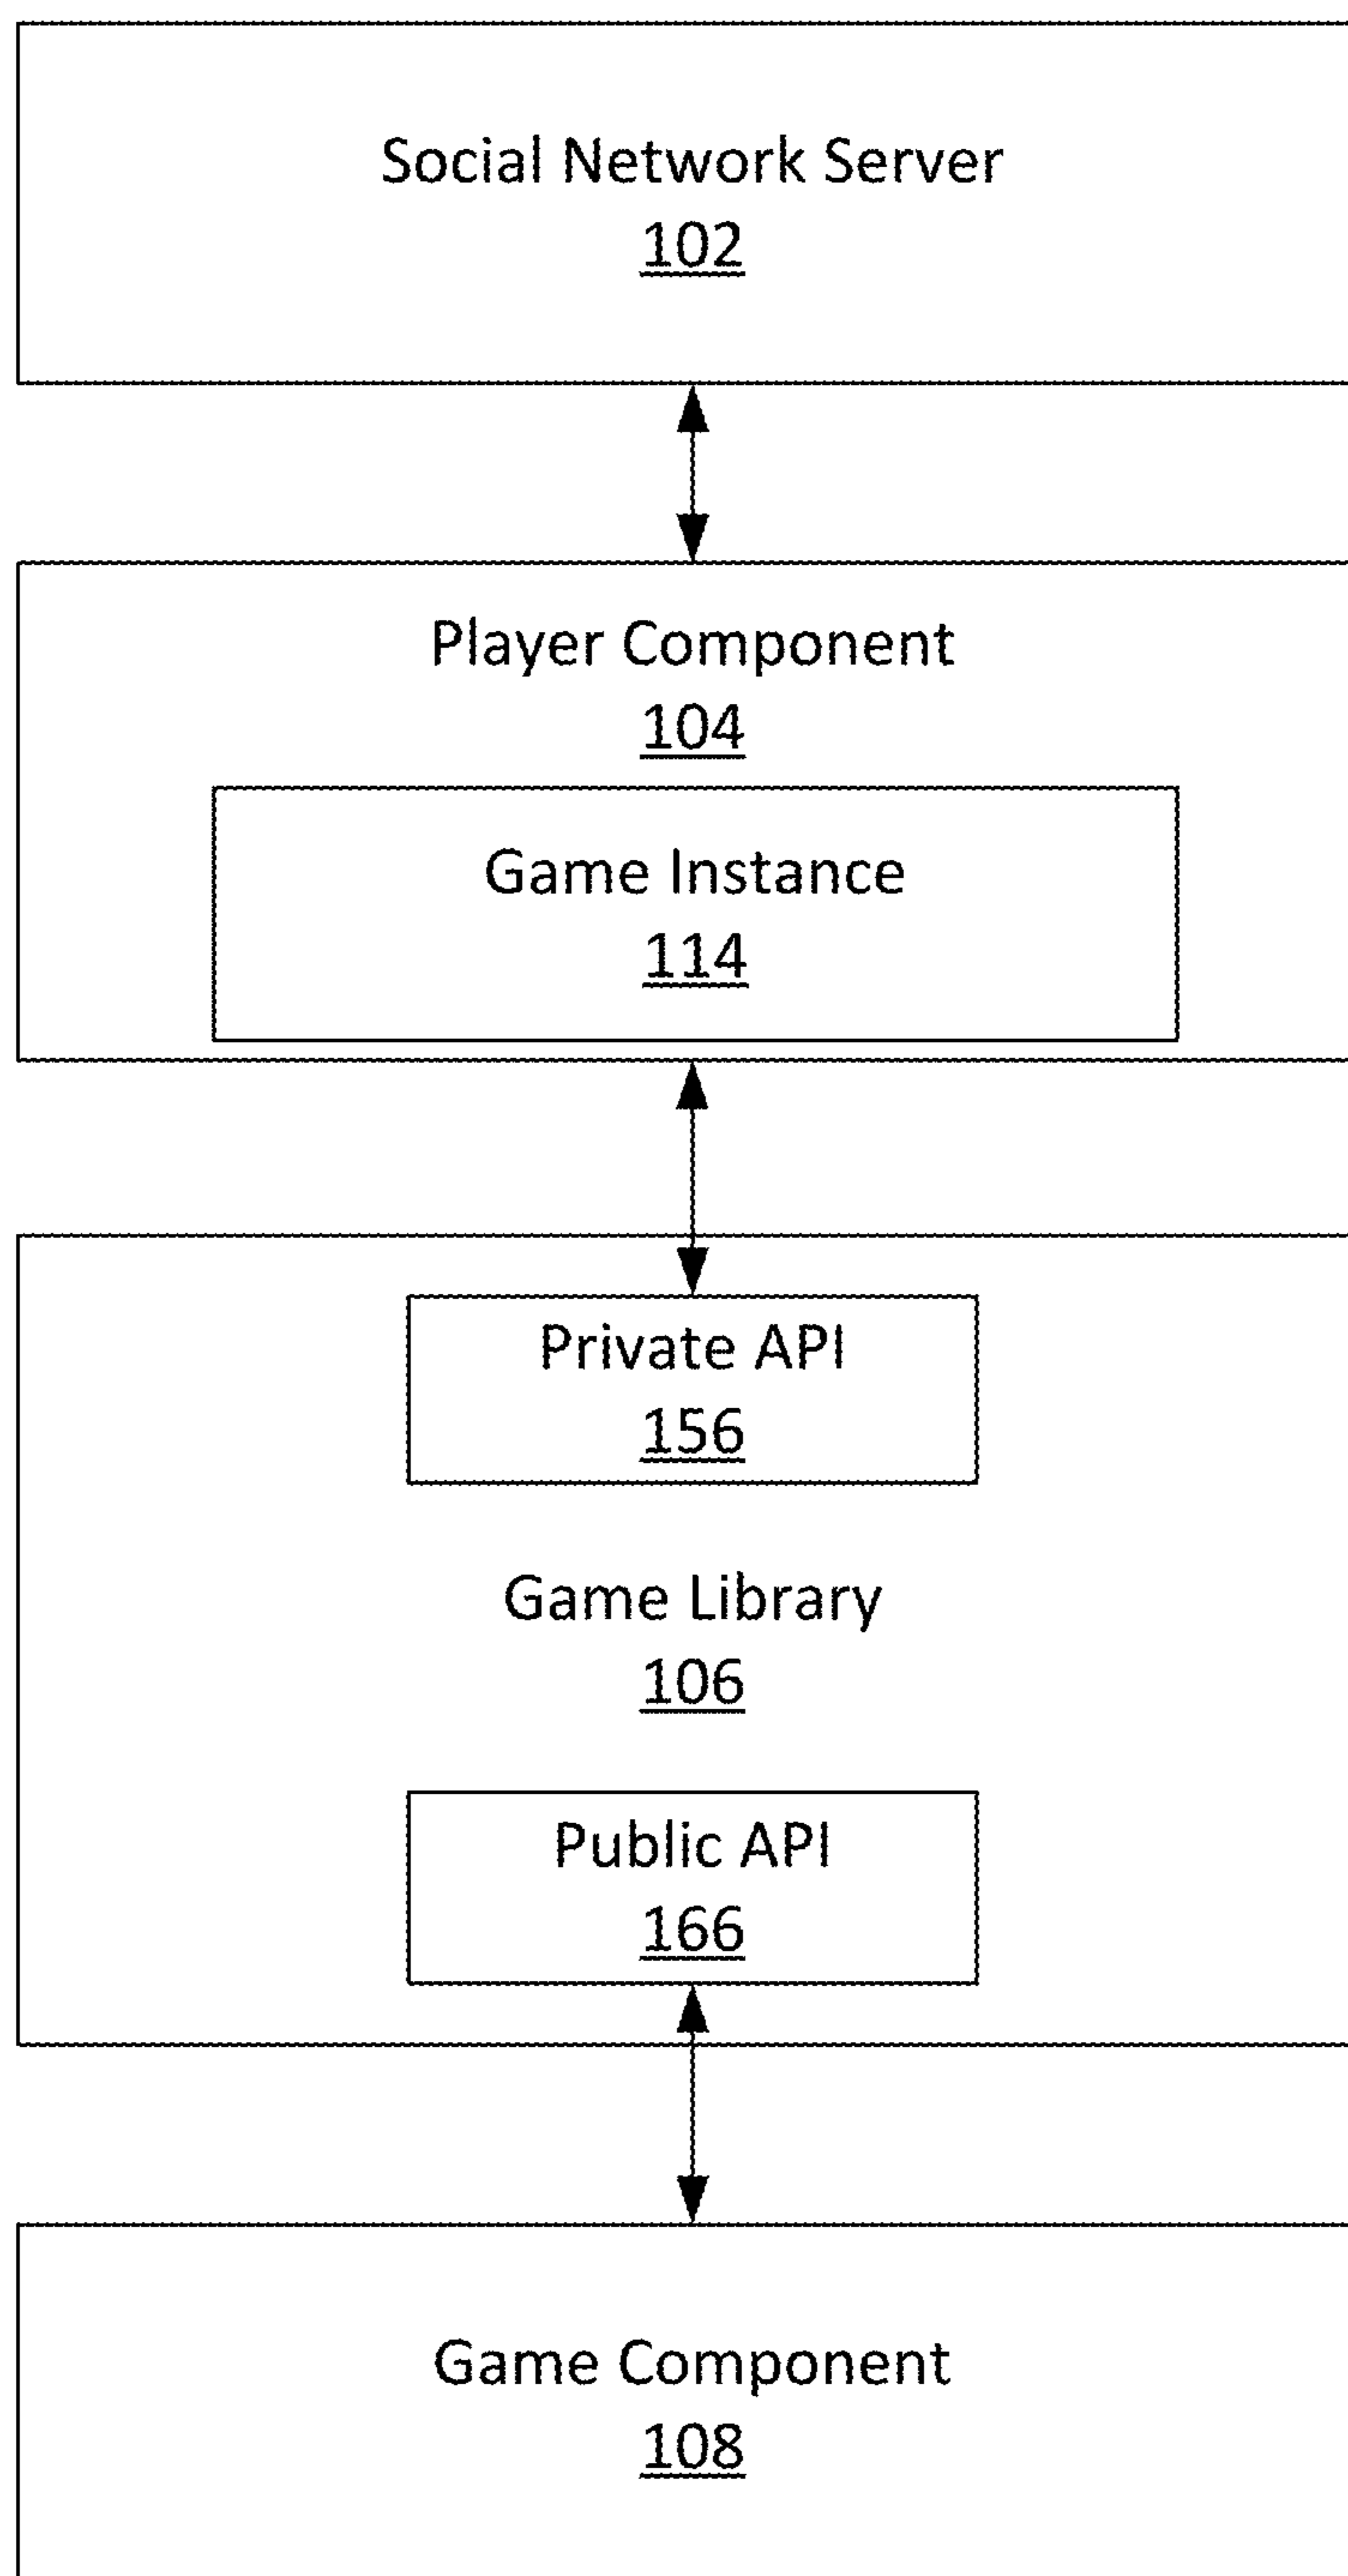 Social Network Server
102
Player Component
104
Game Instance
114
Private API
156
Game Library
106
Public API
166
Game Component
108